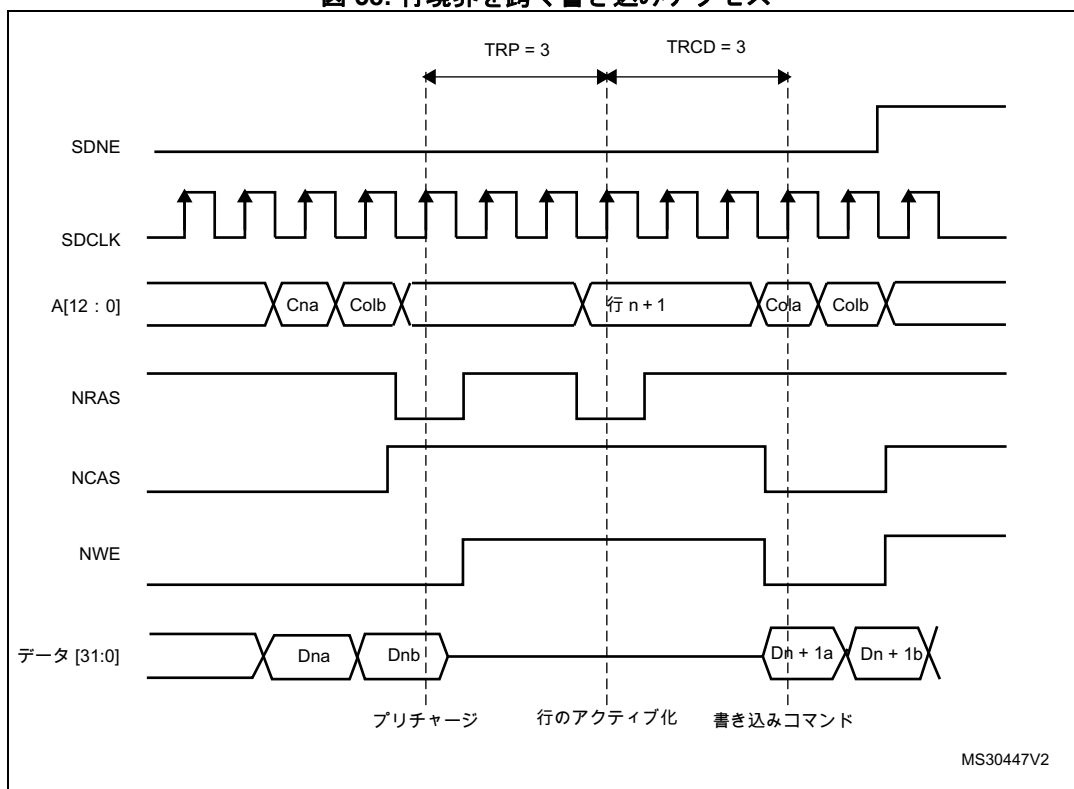 TRP = 3
TRCD = 3
SDNE
SDCLK
A[12 : 0]
Cna
Colb
行 n + 1
Cola
Colb
NRAS
NCAS
NWE
データ [31:0]
Dna
Dnb
Dn + 1a
Dn + 1b
プリチャージ
行のアクティブ化
書き込みコマンド
MS30447V2